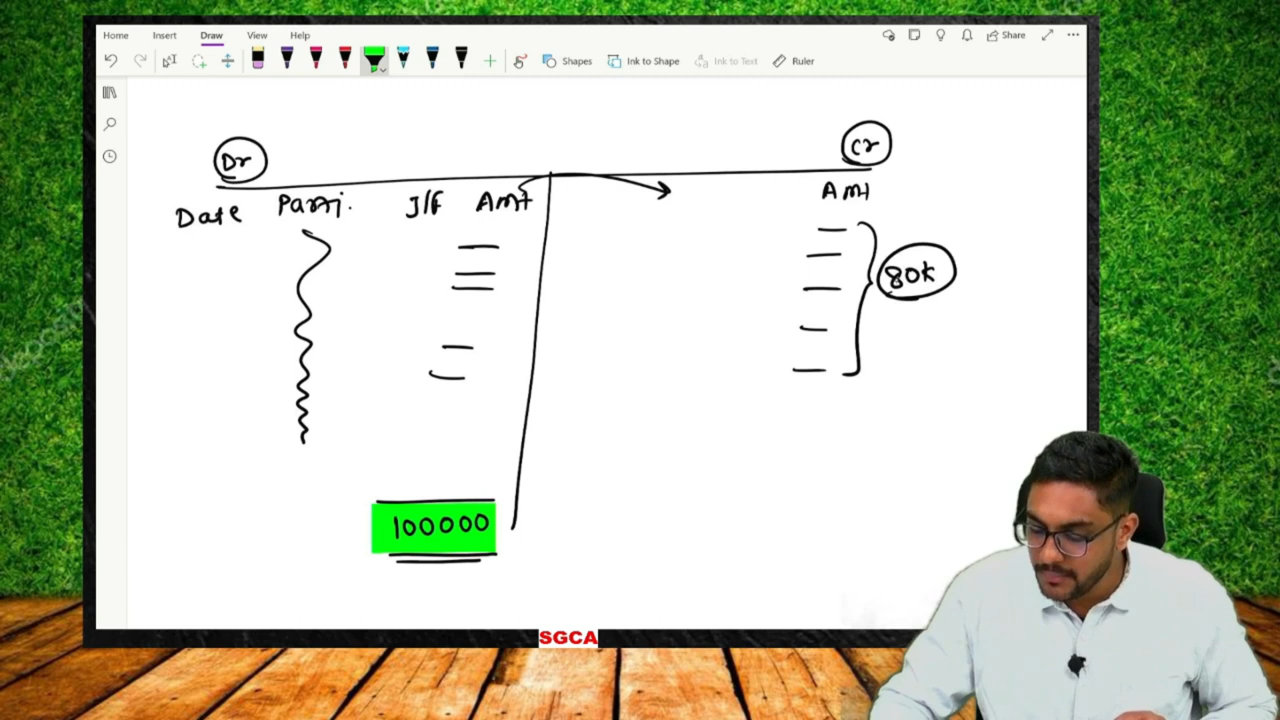 Home Insert Draw View Help
Share
Shapes Ink to Shape Ink to Text Ruler
Dr Cr
Date Parti. J/F Amt Amt
80k
100000
SGCA